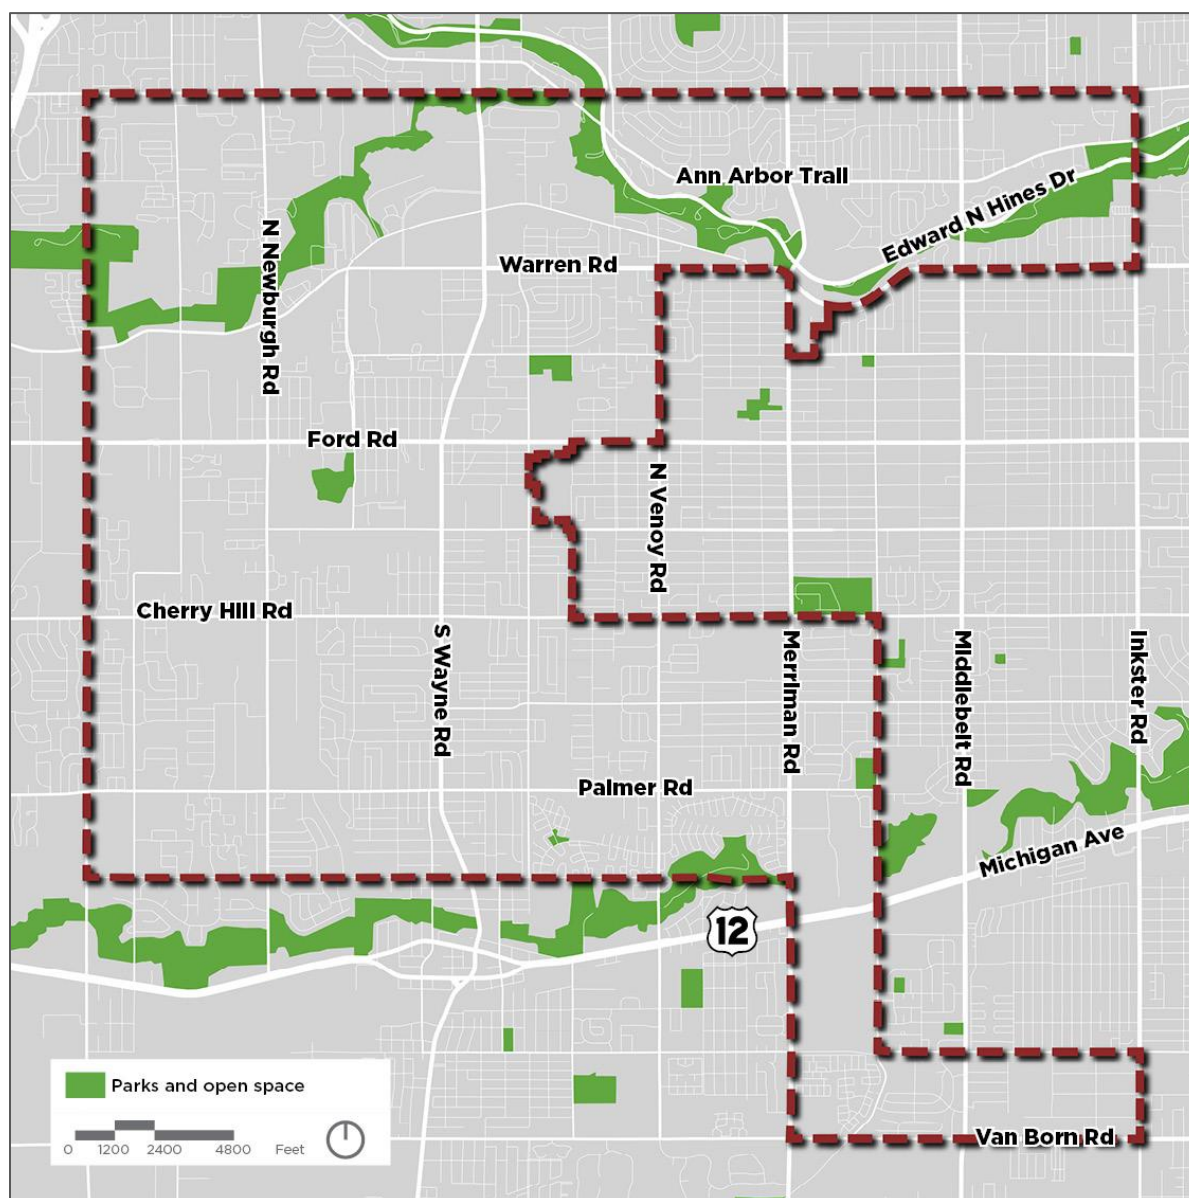 Ann Arbor Trail
Edward N Hines Dr
N Newburgh Rd
Warren Rd
Ford Rd
N Venoy Rd
Cherry Hill Rd
S Wayne Rd
Merriman Rd
Middlebelt Rd
Inkster Rd
Palmer Rd
Michigan Ave
12
Parks and open space
0 1200 2400 4800 Feet
Van Born Rd